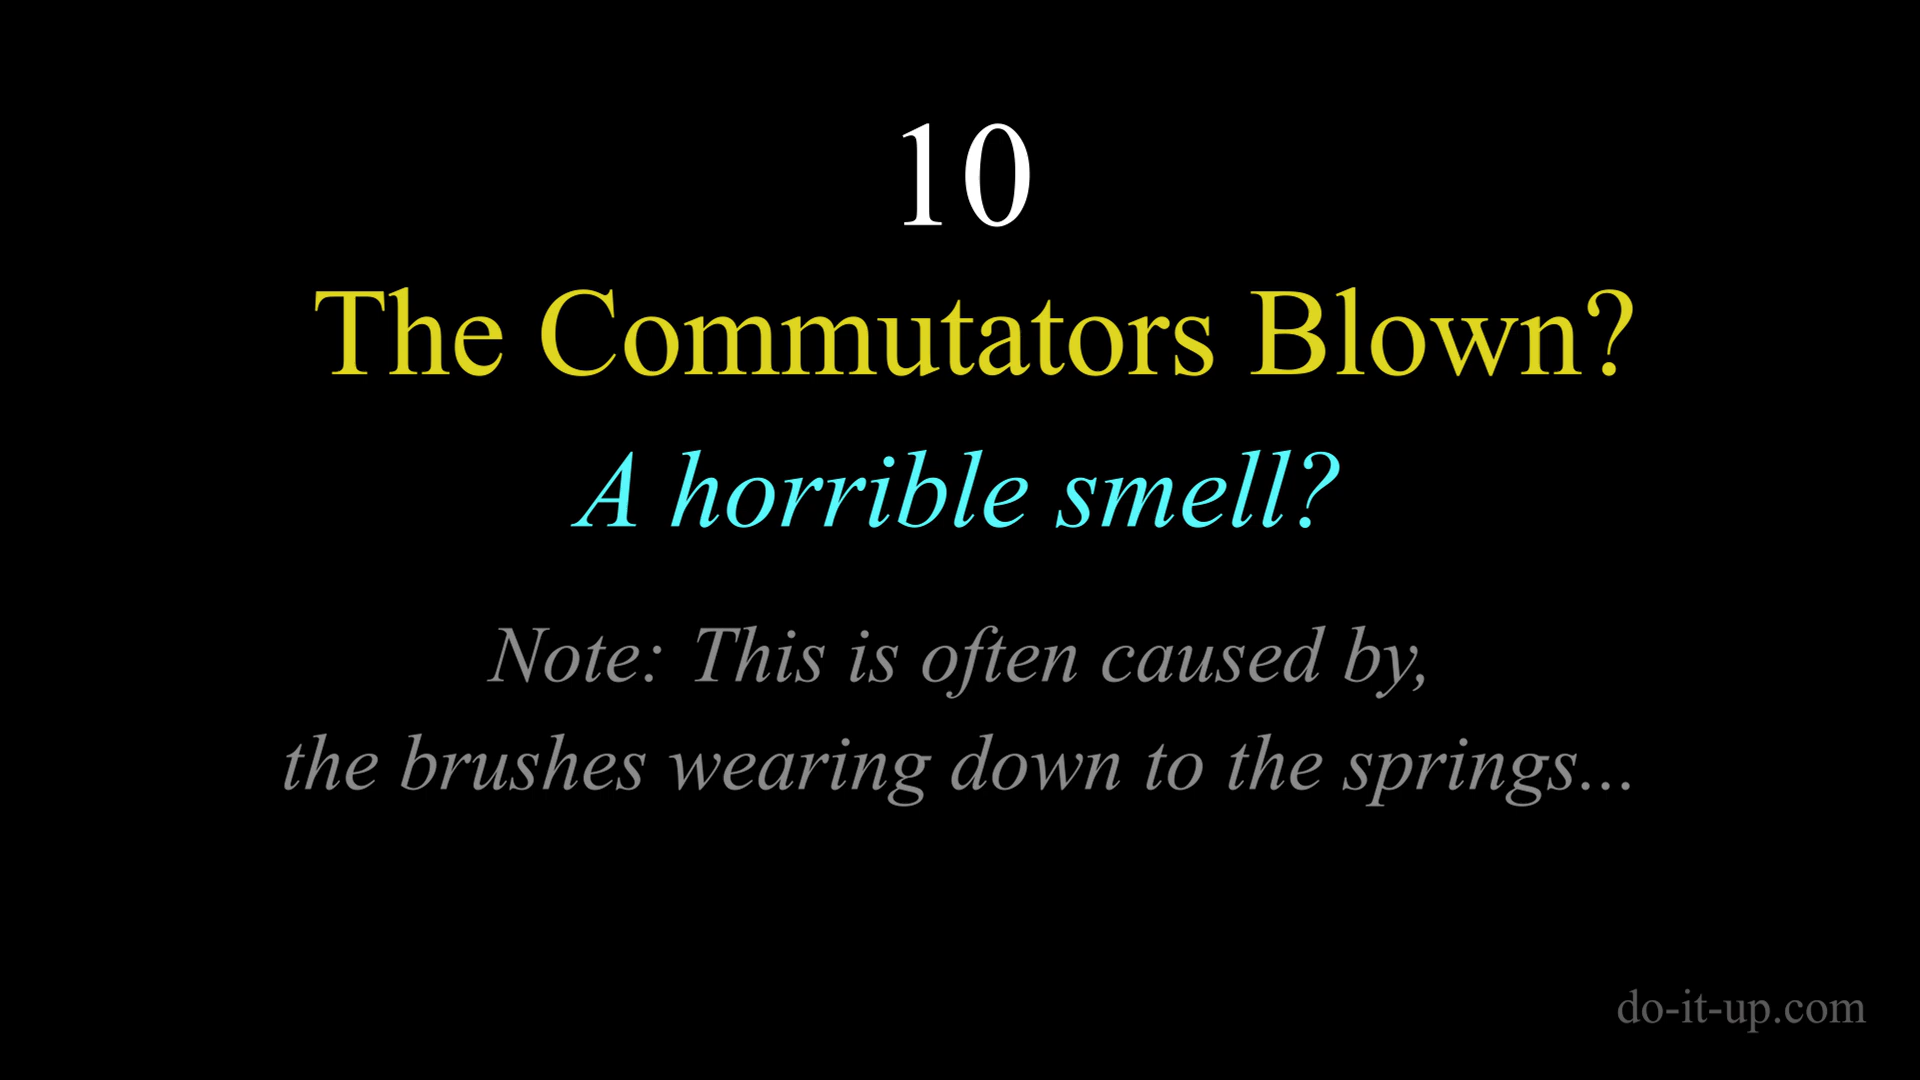 10
The Commutators Blown?
A horrible smell?
Note: This is often caused by,
the brushes wearing down to the springs...
do-it-up.com